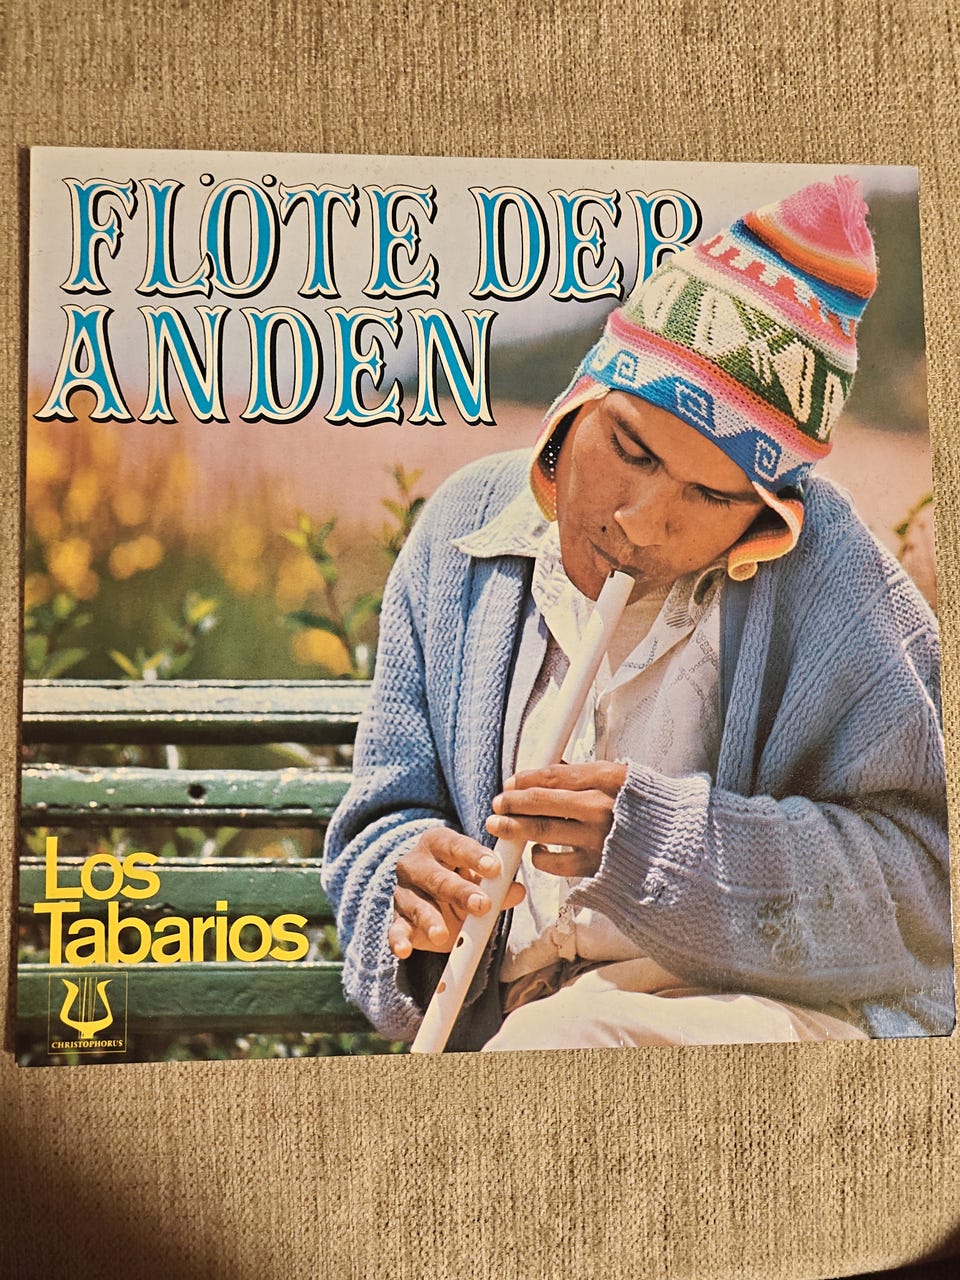 FLÖTE DER
ANDEN
Los
Tabarios
CHRISTOPHORUS